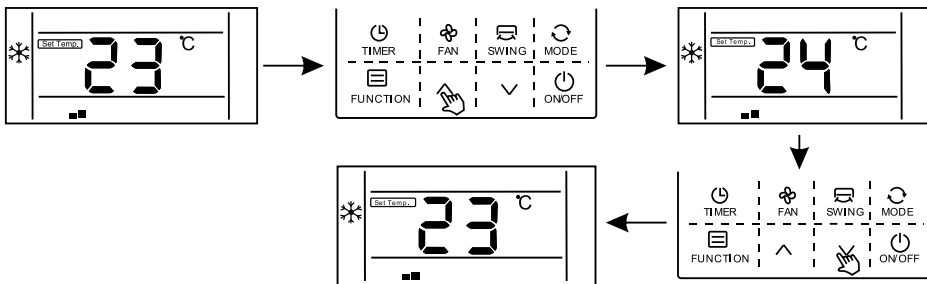 Set Temp.
23 °C
TIMER FAN SWING MODE
FUNCTION ON/OFF
Set Temp.
24 °C
TIMER FAN SWING MODE
FUNCTION ON/OFF
Set Temp.
23 °C